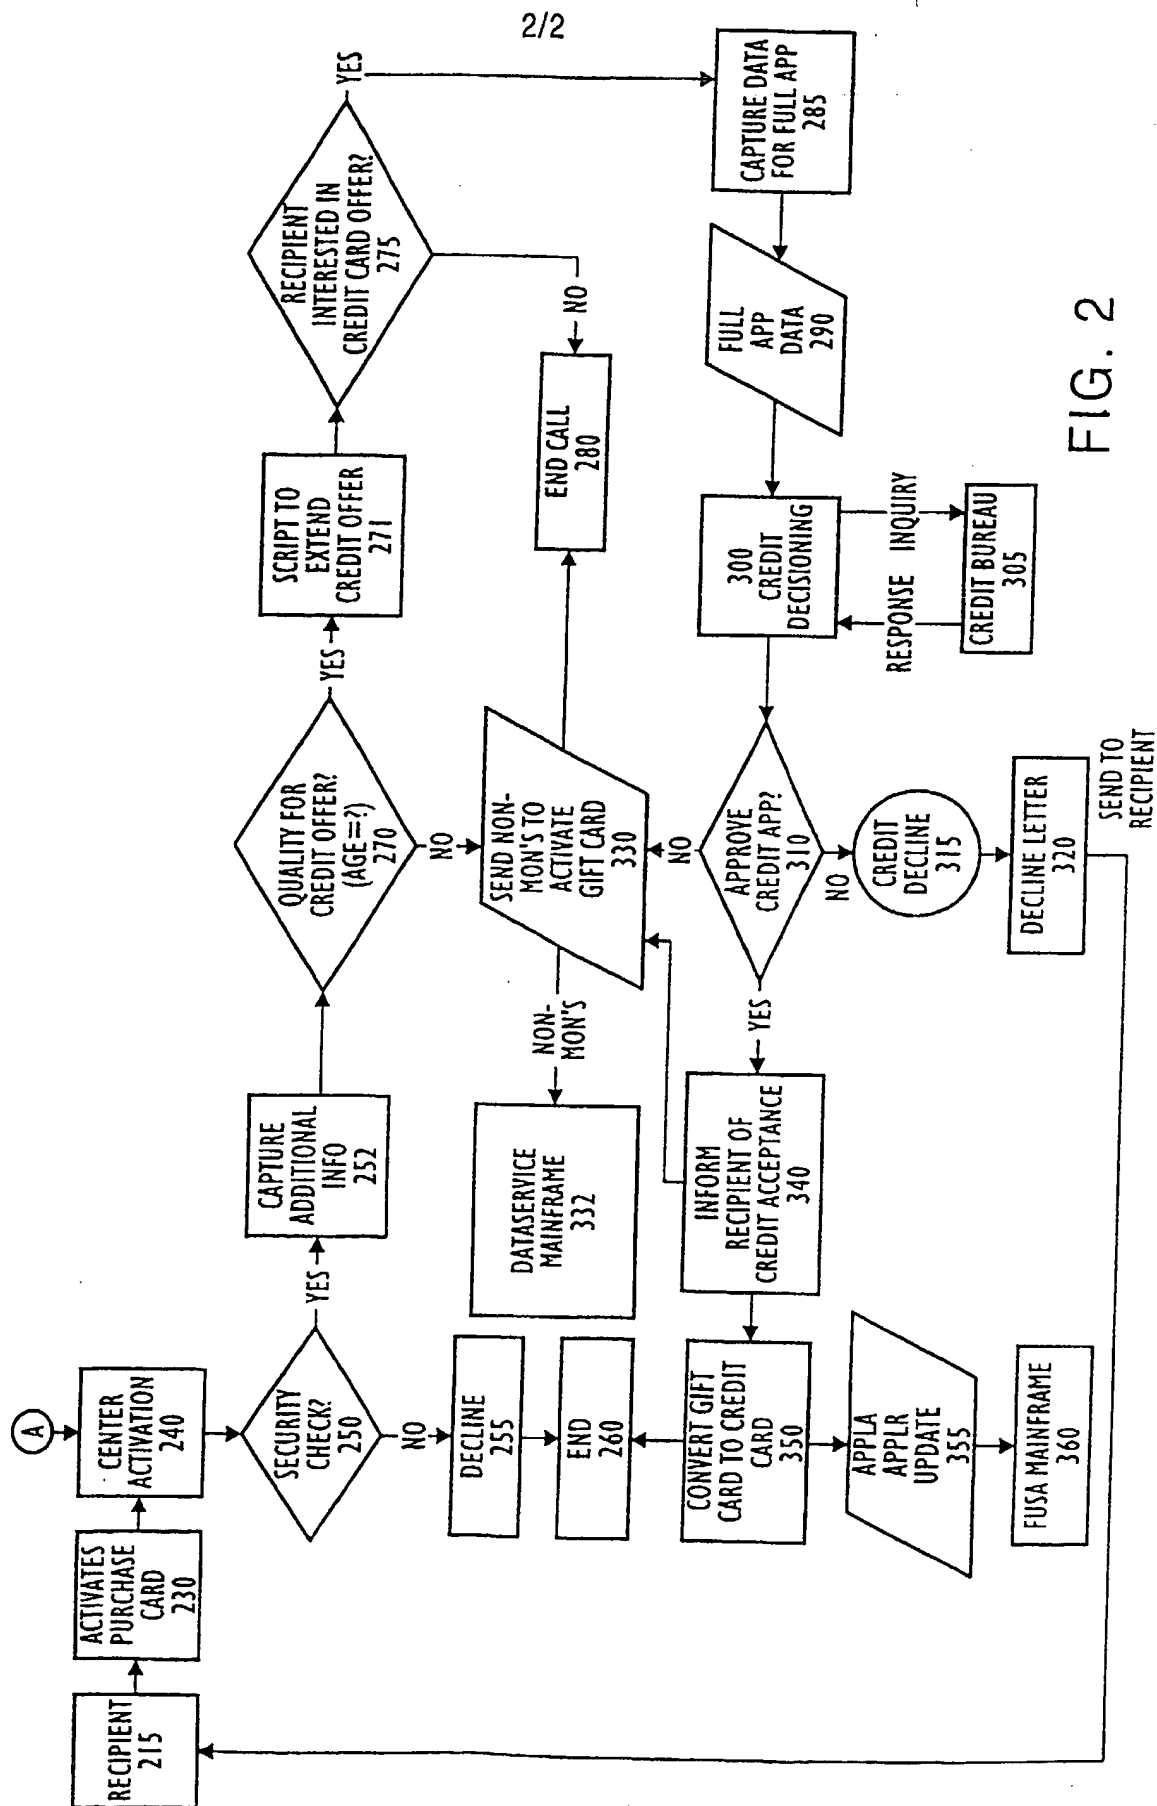 2/2
A
RECIPIENT
215
ACTIVATES
PURCHASE
CARD
230
CENTER
ACTIVATION
240
SECURITY
CHECK?
250
YES
NO
CAPTURE
ADDITIONAL
INFO
252
QUALITY FOR
CREDIT OFFER?
(AGE=?)
270
YES
NO
SCRIPT TO
EXTEND
CREDIT OFFER
271
RECIPIENT
INTERESTED IN
CREDIT CARD OFFER?
275
YES
NO
DECLINE
255
END
260
DATASERVICE
MAINFRAME
332
NON-
MON'S
SEND NON-
MON'S TO
ACTIVATE
GIFT CARD
330
END CALL
280
CONVERT GIFT
CARD TO CREDIT
CARD
350
INFORM
RECIPIENT OF
CREDIT ACCEPTANCE
340
YES
APPROVE
CREDIT APP?
310
NO
NO
300
CREDIT
DECISIONING
FULL
APP
DATA
290
CAPTURE DATA
FOR FULL APP
285
APPLA
APPLR
UPDATE
355
FUSA MAINFRAME
360
CREDIT
DECLINE
315
DECLINE LETTER
320
SEND TO
RECIPIENT
RESPONSE
INQUIRY
CREDIT BUREAU
305
FIG. 2